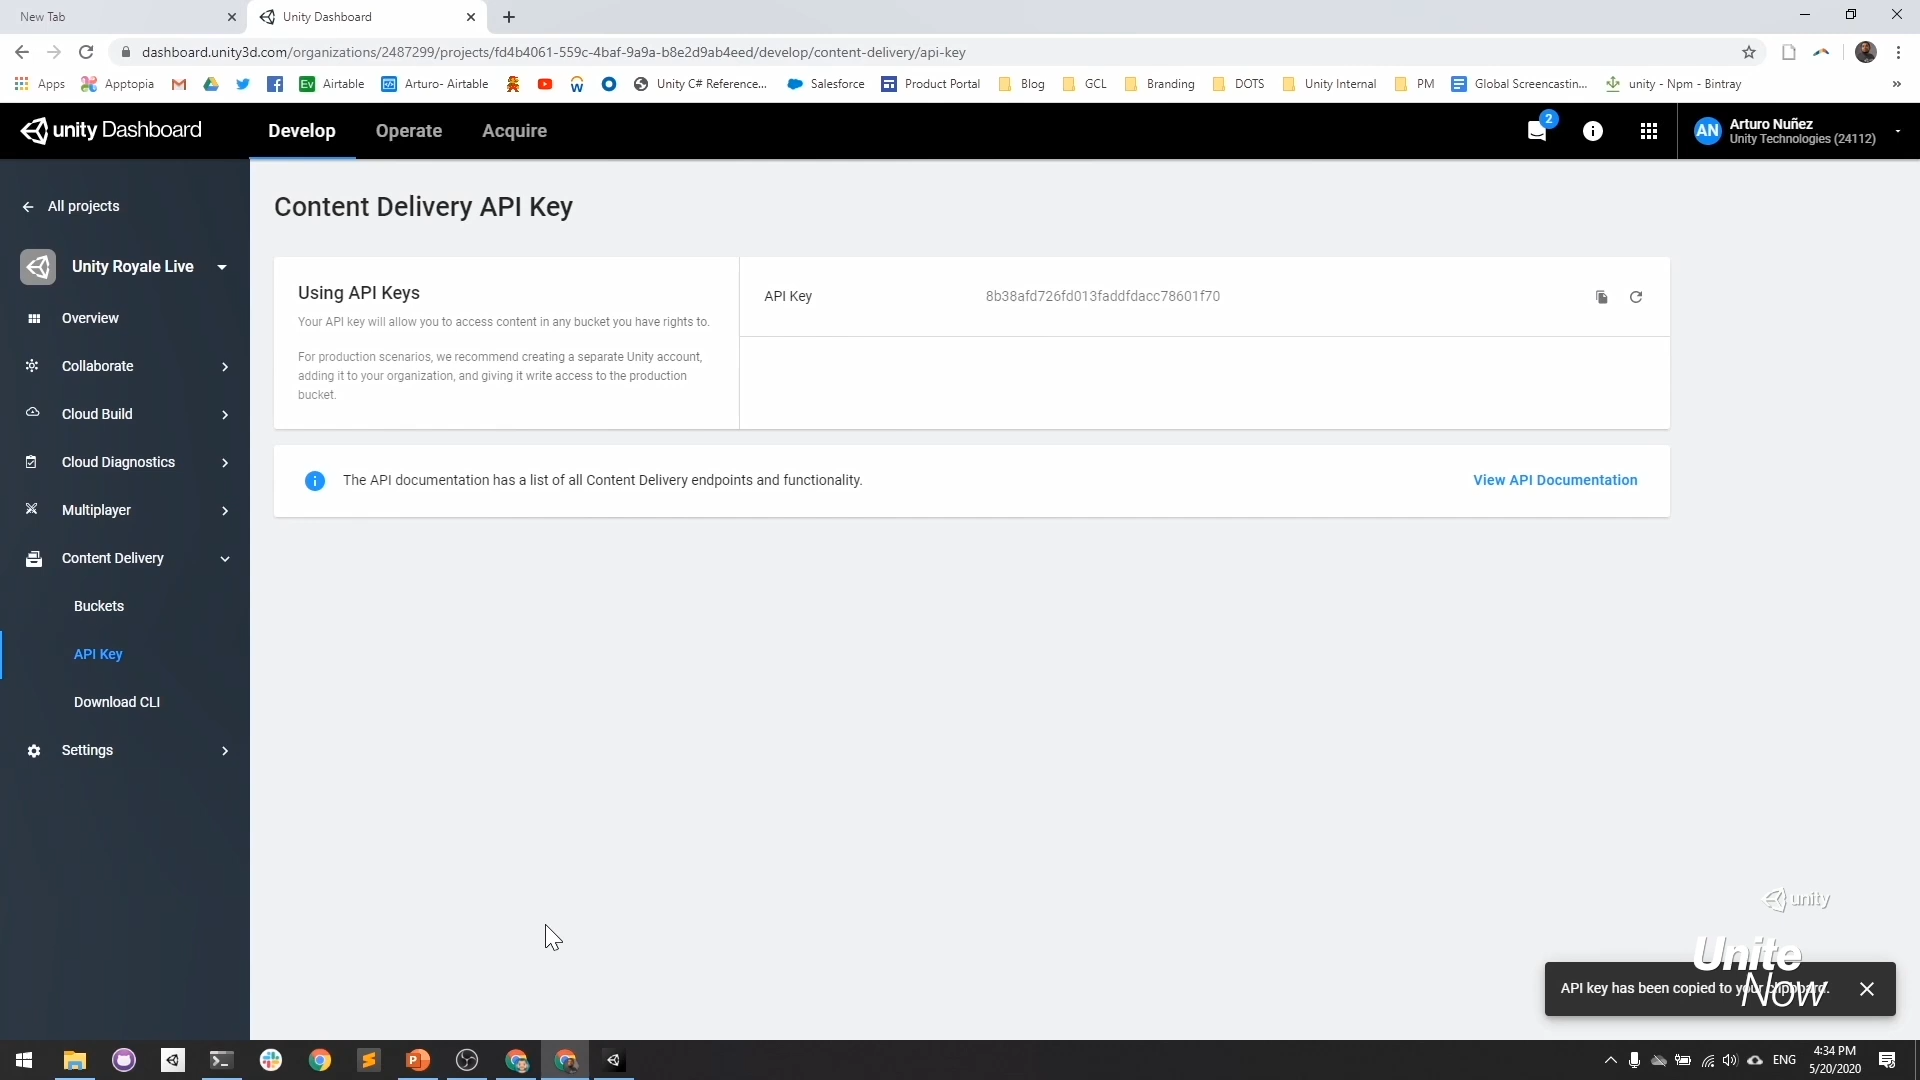 New Tab
Unity Dashboard
dashboard.unity3d.com/organizations/2487299/projects/fd4b4061-559c-4baf-9a9a-b8e2d9ab4eed/develop/content-delivery/api-key
Apps Apptopia Airtable Arturo- Airtable Unity C# Reference... Salesforce Product Portal Blog GCL Branding DOTS Unity Internal PM Global Screencastin... unity - Npm - Bintray »
unity Dashboard
Develop
Operate
Acquire
2
AN
Arturo Nuñez
Unity Technologies (24112)
All projects
Unity Royale Live
Overview
Collaborate
Cloud Build
Cloud Diagnostics
Multiplayer
Content Delivery
Buckets
API Key
Download CLI
Settings
Content Delivery API Key
Using API Keys
Your API key will allow you to access content in any bucket you have rights to.
For production scenarios, we recommend creating a separate Unity account,
adding it to your organization, and giving it write access to the production
bucket.
API Key
8b38afd726fd013faddfdacc78601f70
The API documentation has a list of all Content Delivery endpoints and functionality.
View API Documentation
unity
Unite
Now
API key has been copied to your clipboard.
ENG
4:34 PM
5/20/2020